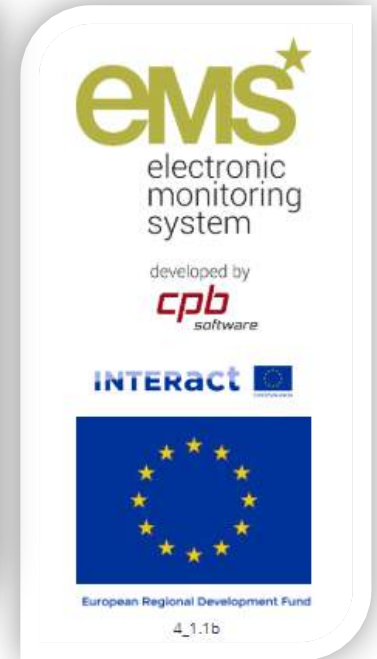 eMS
electronic
monitoring
system
developed by
cpb
software
INTERact
European Regional Development Fund
4_1.1b